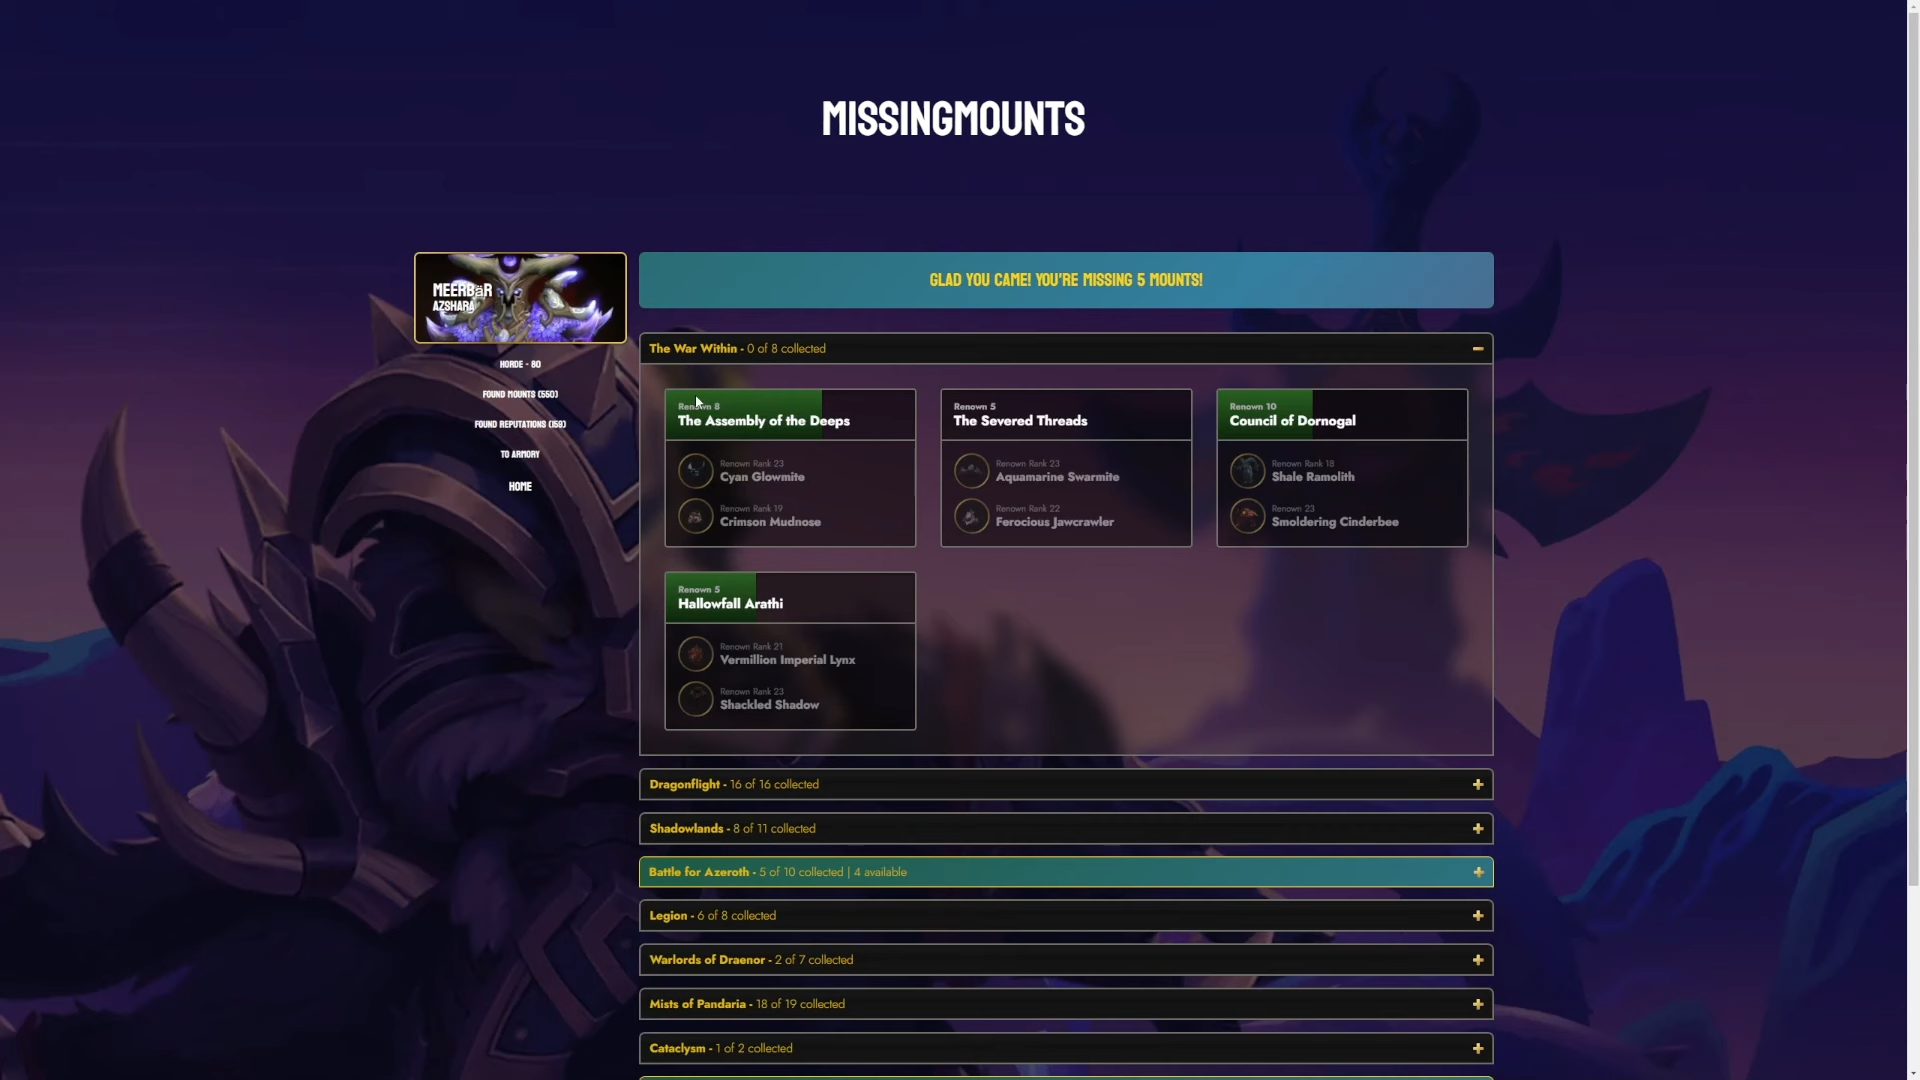 MISSINGMOUNTS
MEERBäR
AZSHARA
HORDE - 80
FOUND MOUNTS (550)
FOUND REPUTATIONS (159)
TO ARMORY
HOME
GLAD YOU CAME! YOU'RE MISSING 5 MOUNTS!
The War Within - 0 of 8 collected
Renown 8
The Assembly of the Deeps
Renown Rank 23
Cyan Glowmite
Renown Rank 19
Crimson Mudnose
Renown 5
The Severed Threads
Renown Rank 23
Aquamarine Swarmite
Renown Rank 22
Ferocious Jawcrawler
Renown 10
Council of Dornogal
Renown Rank 18
Shale Ramolith
Renown 23
Smoldering Cinderbee
Renown 5
Hallowfall Arathi
Renown Rank 21
Vermillion Imperial Lynx
Renown Rank 23
Shackled Shadow
Dragonflight - 16 of 16 collected
Shadowlands - 8 of 11 collected
Battle for Azeroth - 5 of 10 collected | 4 available
Legion - 6 of 8 collected
Warlords of Draenor - 2 of 7 collected
Mists of Pandaria - 18 of 19 collected
Cataclysm - 1 of 2 collected